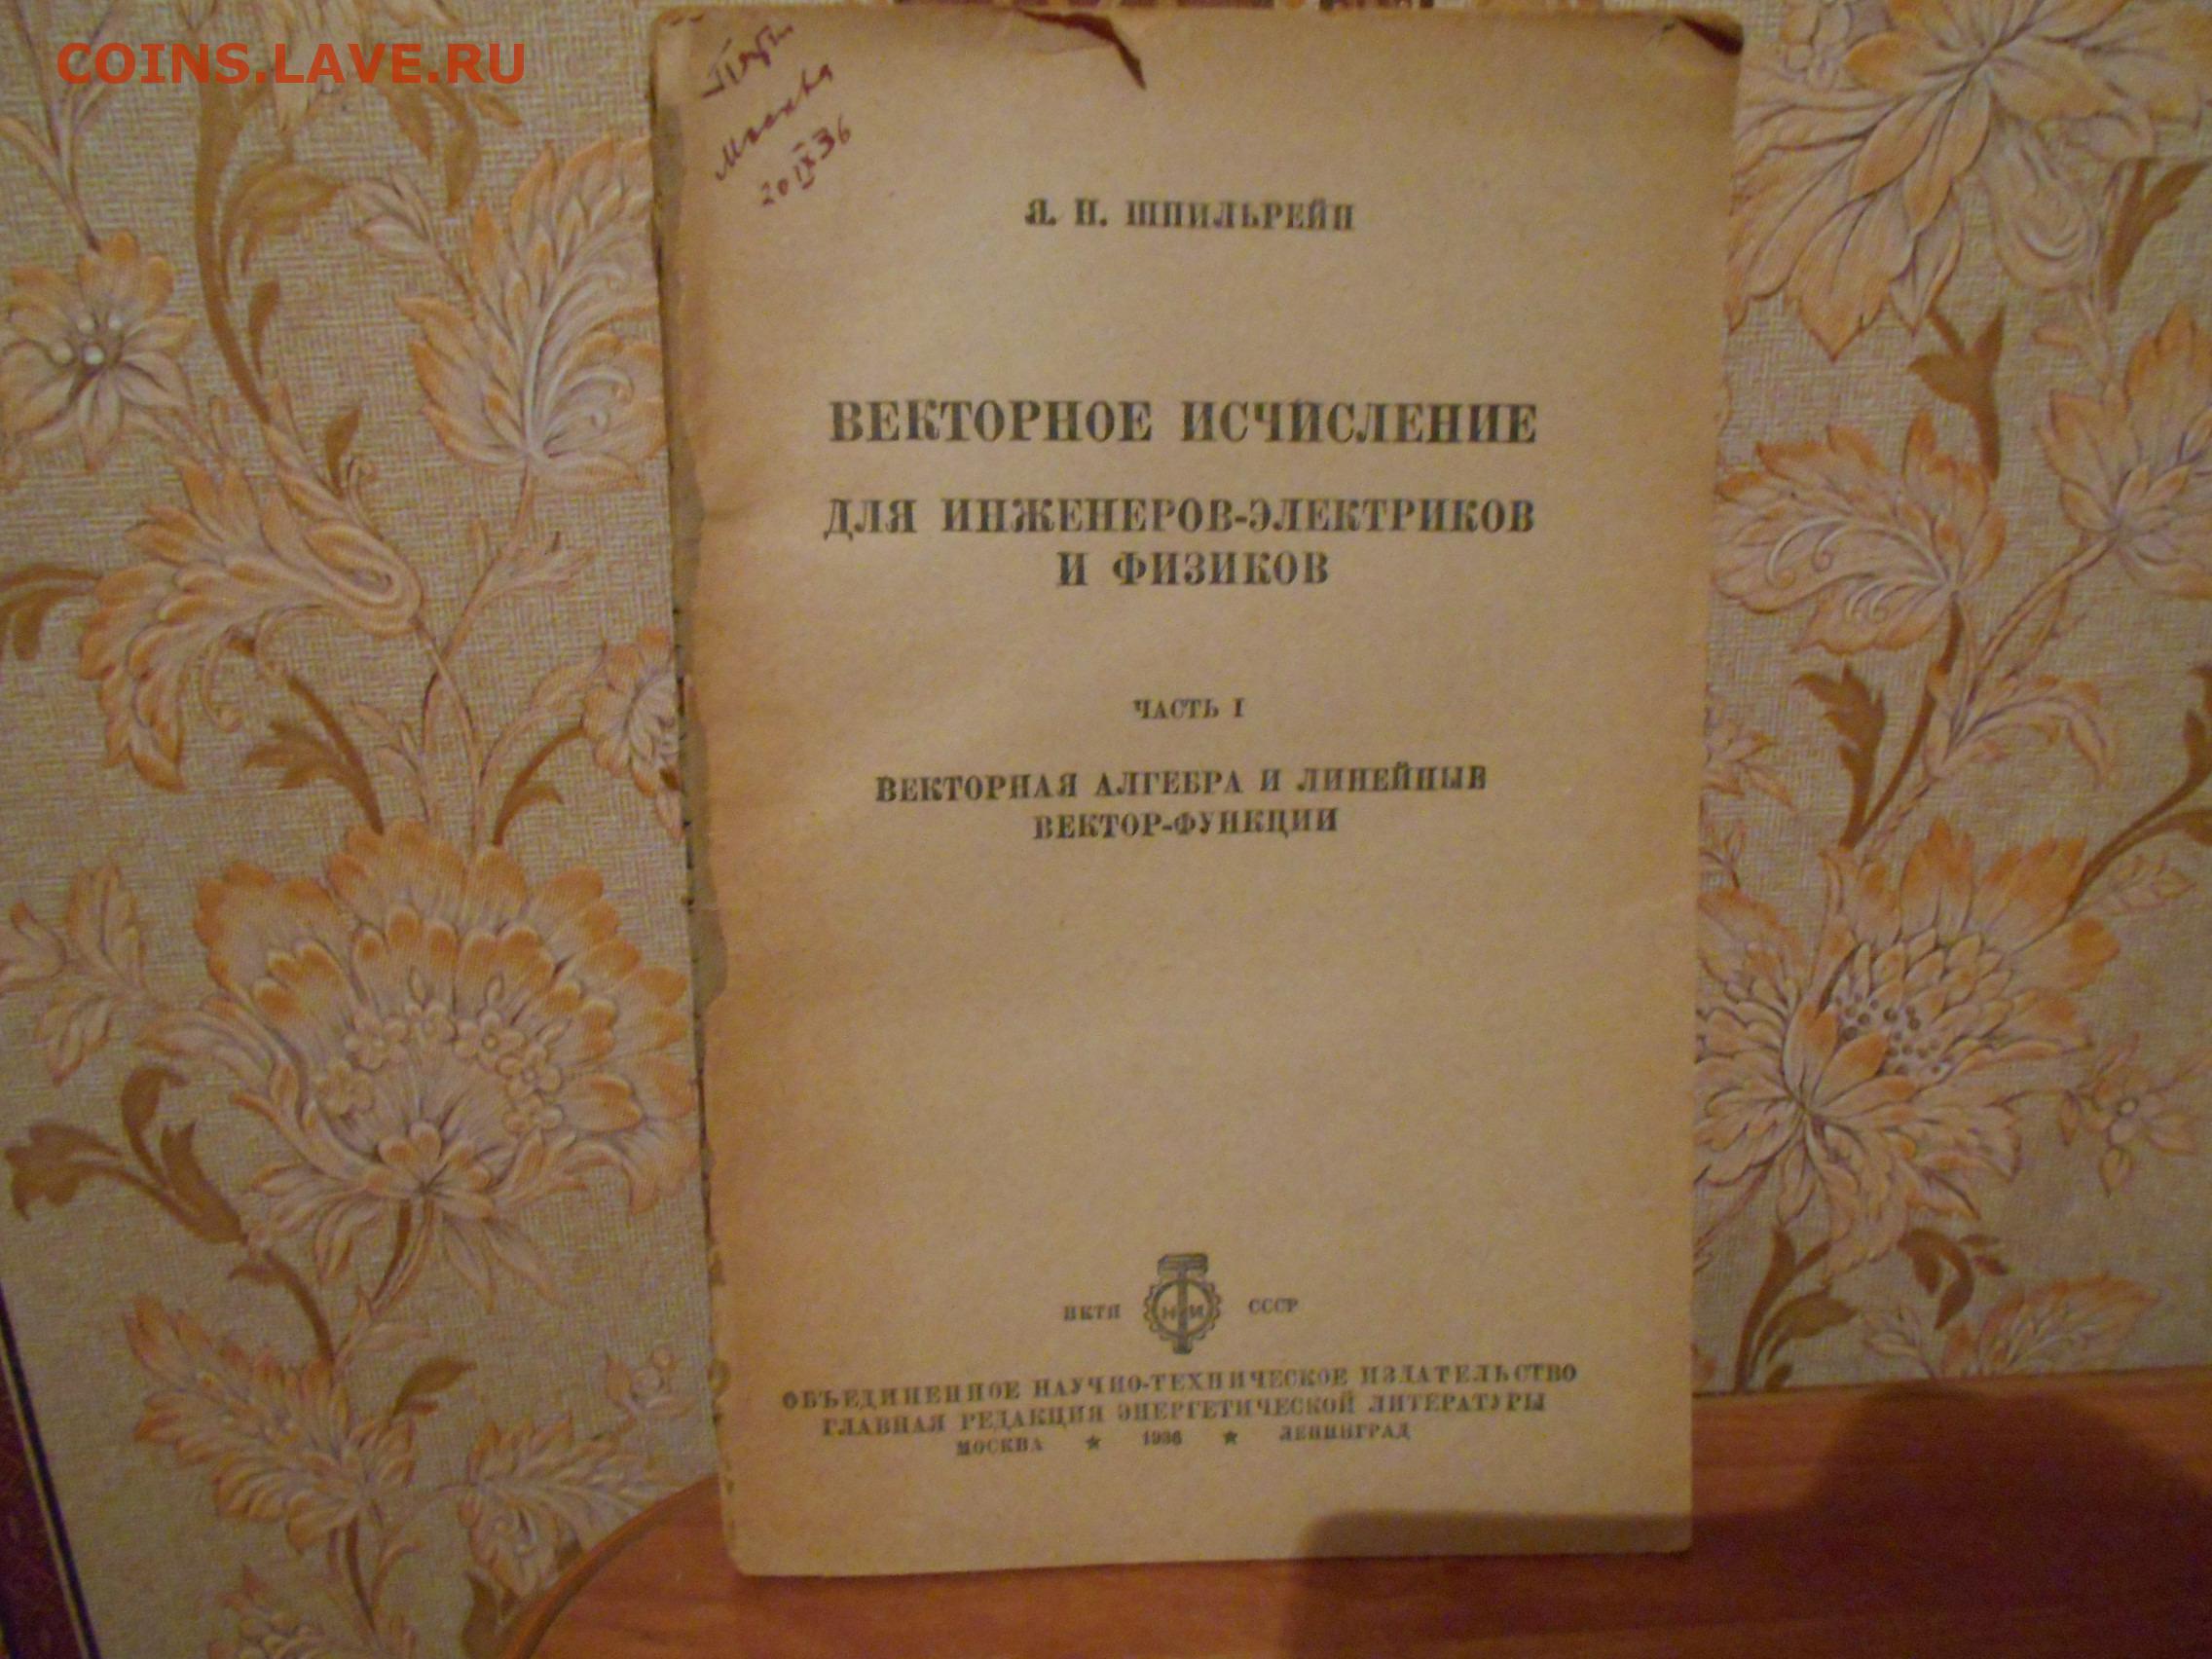 COINS.LAVE.RU
Москва
20 IX 36
Я. Н. ШПИЛЬРЕЙН
ВЕКТОРНОЕ ИСЧИСЛЕНИЕ
ДЛЯ ИНЖЕНЕРОВ-ЭЛЕКТРИКОВ
И ФИЗИКОВ
ЧАСТЬ I
ВЕКТОРНАЯ АЛГЕБРА И ЛИНЕЙНЫЕ
ВЕКТОР-ФУНКЦИИ
НКТП ОНТИ СССР
ОБЪЕДИНЕННОЕ НАУЧНО-ТЕХНИЧЕСКОЕ ИЗДАТЕЛЬСТВО
ГЛАВНАЯ РЕДАКЦИЯ ЭНЕРГЕТИЧЕСКОЙ ЛИТЕРАТУРЫ
МОСКВА ★ 1936 ★ ЛЕНИНГРАД